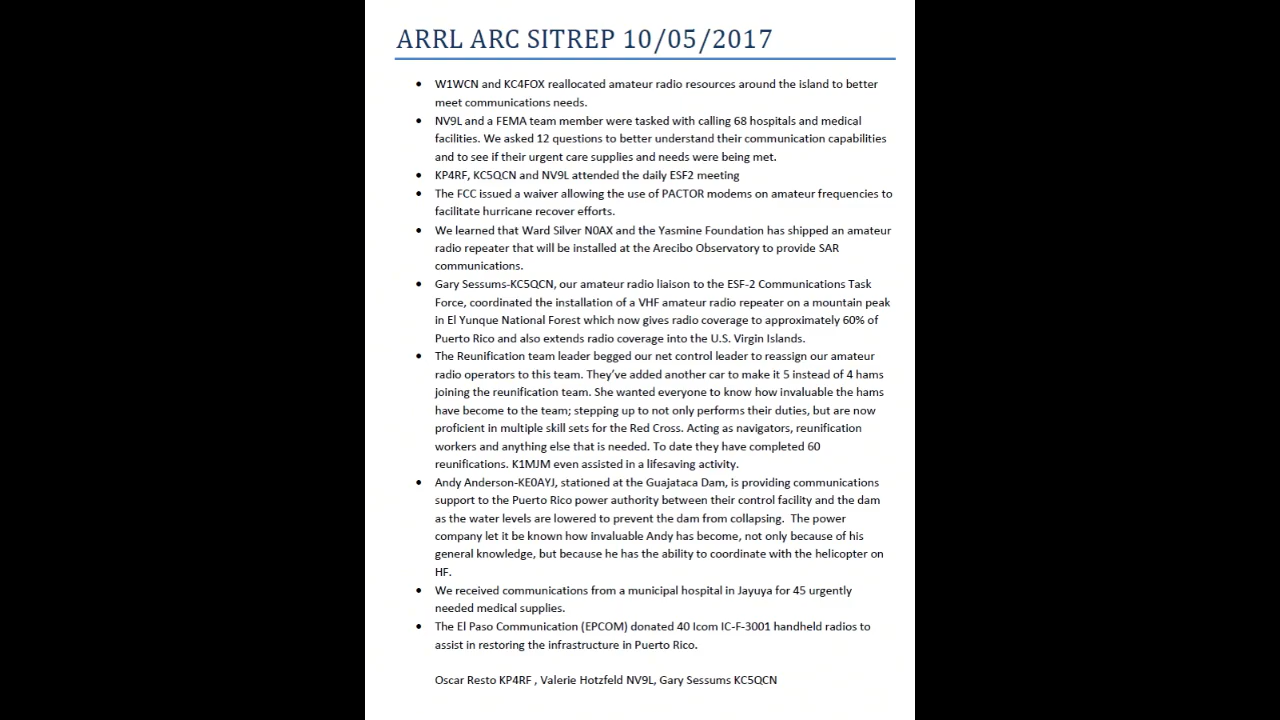 ARRL ARC SITREP 10/05/2017
• W1WCN and KC4FOX reallocated amateur radio resources around the island to better
meet communications needs.
• NV9L and a FEMA team member were tasked with calling 68 hospitals and medical
facilities. We asked 12 questions to better understand their communication capabilities
and to see if their urgent care supplies and needs were being met.
• KP4RF, KC5QCN and NV9L attended the daily ESF2 meeting
• The FCC issued a waiver allowing the use of PACTOR modems on amateur frequencies to
facilitate hurricane recover efforts.
• We learned that Ward Silver N0AX and the Yasmine Foundation has shipped an amateur
radio repeater that will be installed at the Arecibo Observatory to provide SAR
communications.
• Gary Sessums-KC5QCN, our amateur radio liaison to the ESF-2 Communications Task
Force, coordinated the installation of a VHF amateur radio repeater on a mountain peak
in El Yunque National Forest which now gives radio coverage to approximately 60% of
Puerto Rico and also extends radio coverage into the U.S. Virgin Islands.
• The Reunification team leader begged our net control leader to reassign our amateur
radio operators to this team. They’ve added another car to make it 5 instead of 4 hams
joining the reunification team. She wanted everyone to know how invaluable the hams
have become to the team; stepping up to not only performs their duties, but are now
proficient in multiple skill sets for the Red Cross. Acting as navigators, reunification
workers and anything else that is needed. To date they have completed 60
reunifications. K1MJM even assisted in a lifesaving activity.
• Andy Anderson-KE0AYJ, stationed at the Guajataca Dam, is providing communications
support to the Puerto Rico power authority between their control facility and the dam
as the water levels are lowered to prevent the dam from collapsing. The power
company let it be known how invaluable Andy has become, not only because of his
general knowledge, but because he has the ability to coordinate with the helicopter on
HF.
• We received communications from a municipal hospital in Jayuya for 45 urgently
needed medical supplies.
• The El Paso Communication (EPCOM) donated 40 Icom IC-F-3001 handheld radios to
assist in restoring the infrastructure in Puerto Rico.
Oscar Resto KP4RF , Valerie Hotzfeld NV9L, Gary Sessums KC5QCN